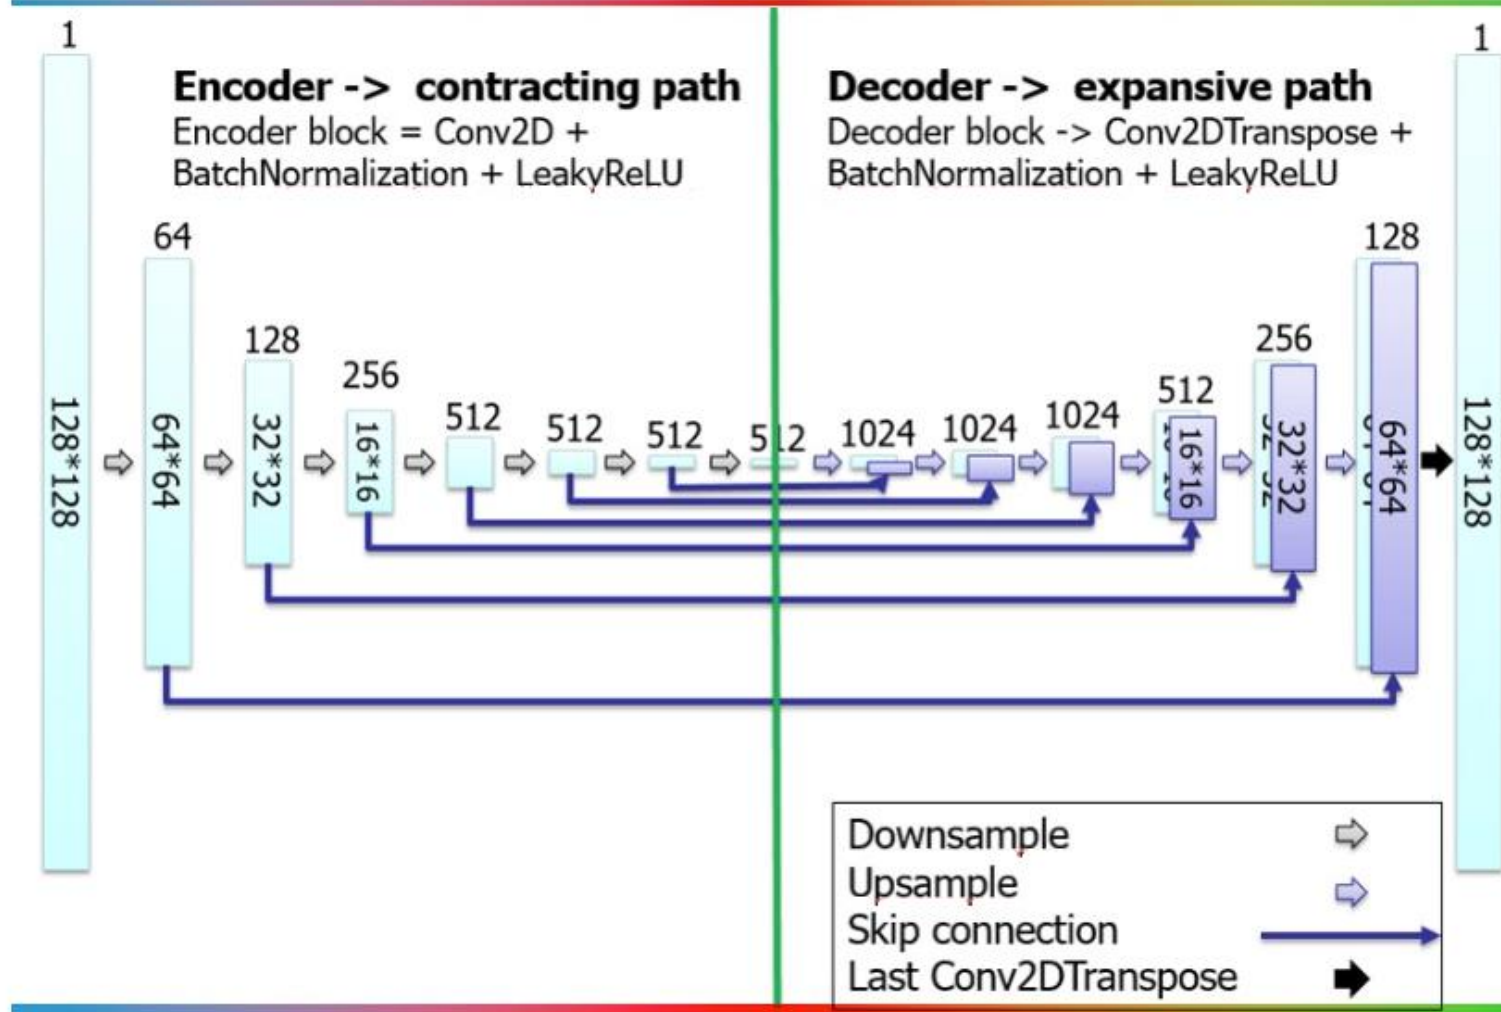 1
1
Encoder -> contracting path
Encoder block = Conv2D +
BatchNormalization + LeakyReLU
Decoder -> expansive path
Decoder block -> Conv2DTranspose +
BatchNormalization + LeakyReLU
64
128
256
512
512
512
512
1024
1024
1024
512
256
128
128*128
64*64
32*32
16*16
16*16
32*32
64*64
128*128
Downsample
Upsample
Skip connection
Last Conv2DTranspose